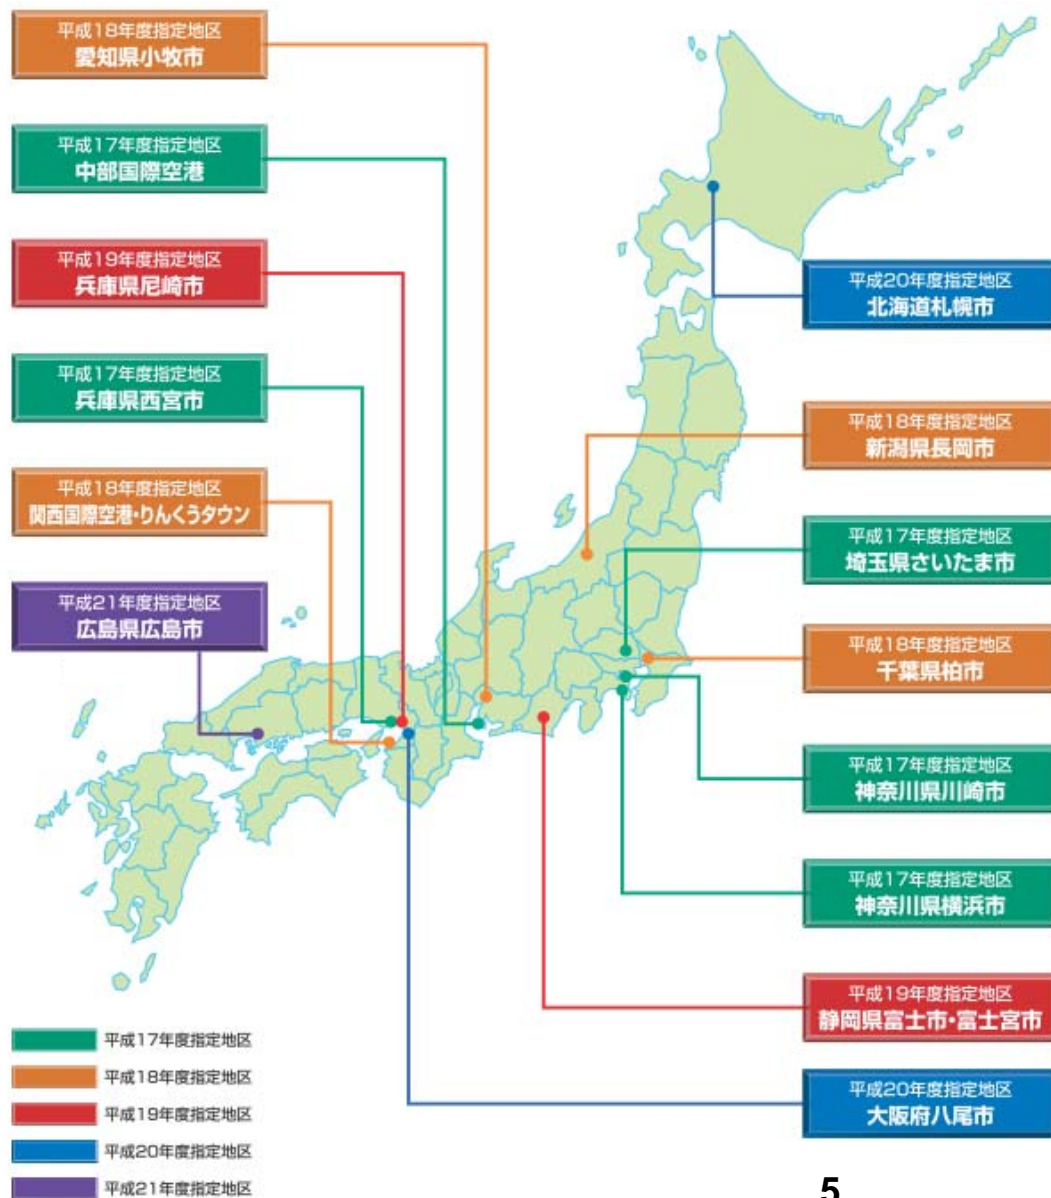 平成18年度指定地区
愛知県小牧市
平成17年度指定地区
中部国際空港
平成19年度指定地区
兵庫県尼崎市
平成17年度指定地区
兵庫県西宮市
平成18年度指定地区
関西国際空港・りんくうタウン
平成21年度指定地区
広島県広島市
平成20年度指定地区
北海道札幌市
平成18年度指定地区
新潟県長岡市
平成17年度指定地区
埼玉県さいたま市
平成18年度指定地区
千葉県柏市
平成17年度指定地区
神奈川県川崎市
平成17年度指定地区
神奈川県横浜市
平成19年度指定地区
静岡県富士市・富士宮市
平成20年度指定地区
大阪府八尾市
平成17年度指定地区
平成18年度指定地区
平成19年度指定地区
平成20年度指定地区
平成21年度指定地区
5